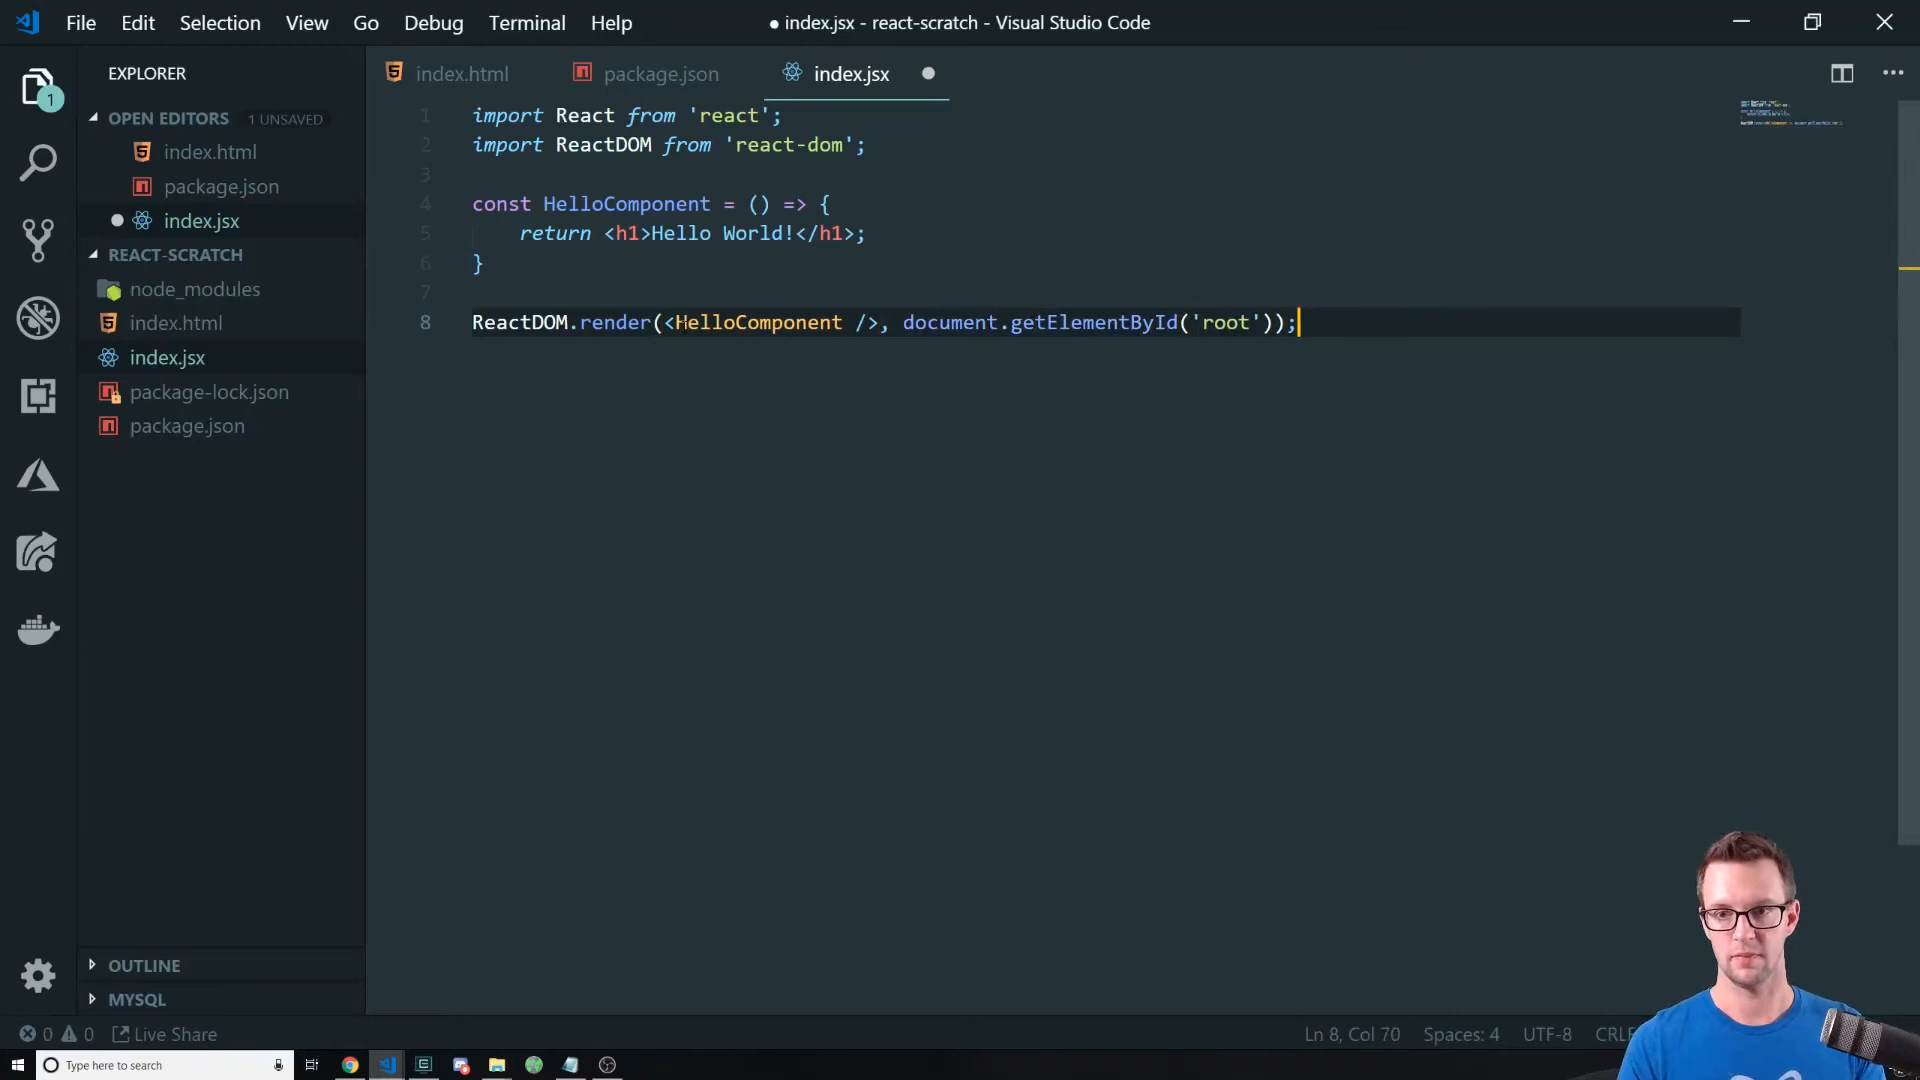 File Edit Selection View Go Debug Terminal Help
● index.jsx - react-scratch - Visual Studio Code
EXPLORER
1
OPEN EDITORS 1 UNSAVED
index.html
package.json
index.jsx
REACT-SCRATCH
node_modules
index.html
index.jsx
package-lock.json
package.json
OUTLINE
MYSQL
index.html package.json index.jsx
1 import React from 'react';
2 import ReactDOM from 'react-dom';
3
4 const HelloComponent = () => {
5 return <h1>Hello World!</h1>;
6 }
7
8 ReactDOM.render(<HelloComponent />, document.getElementById('root'));
0 0 Live Share
Ln 8, Col 70 Spaces: 4 UTF-8 CRLF
Type here to search